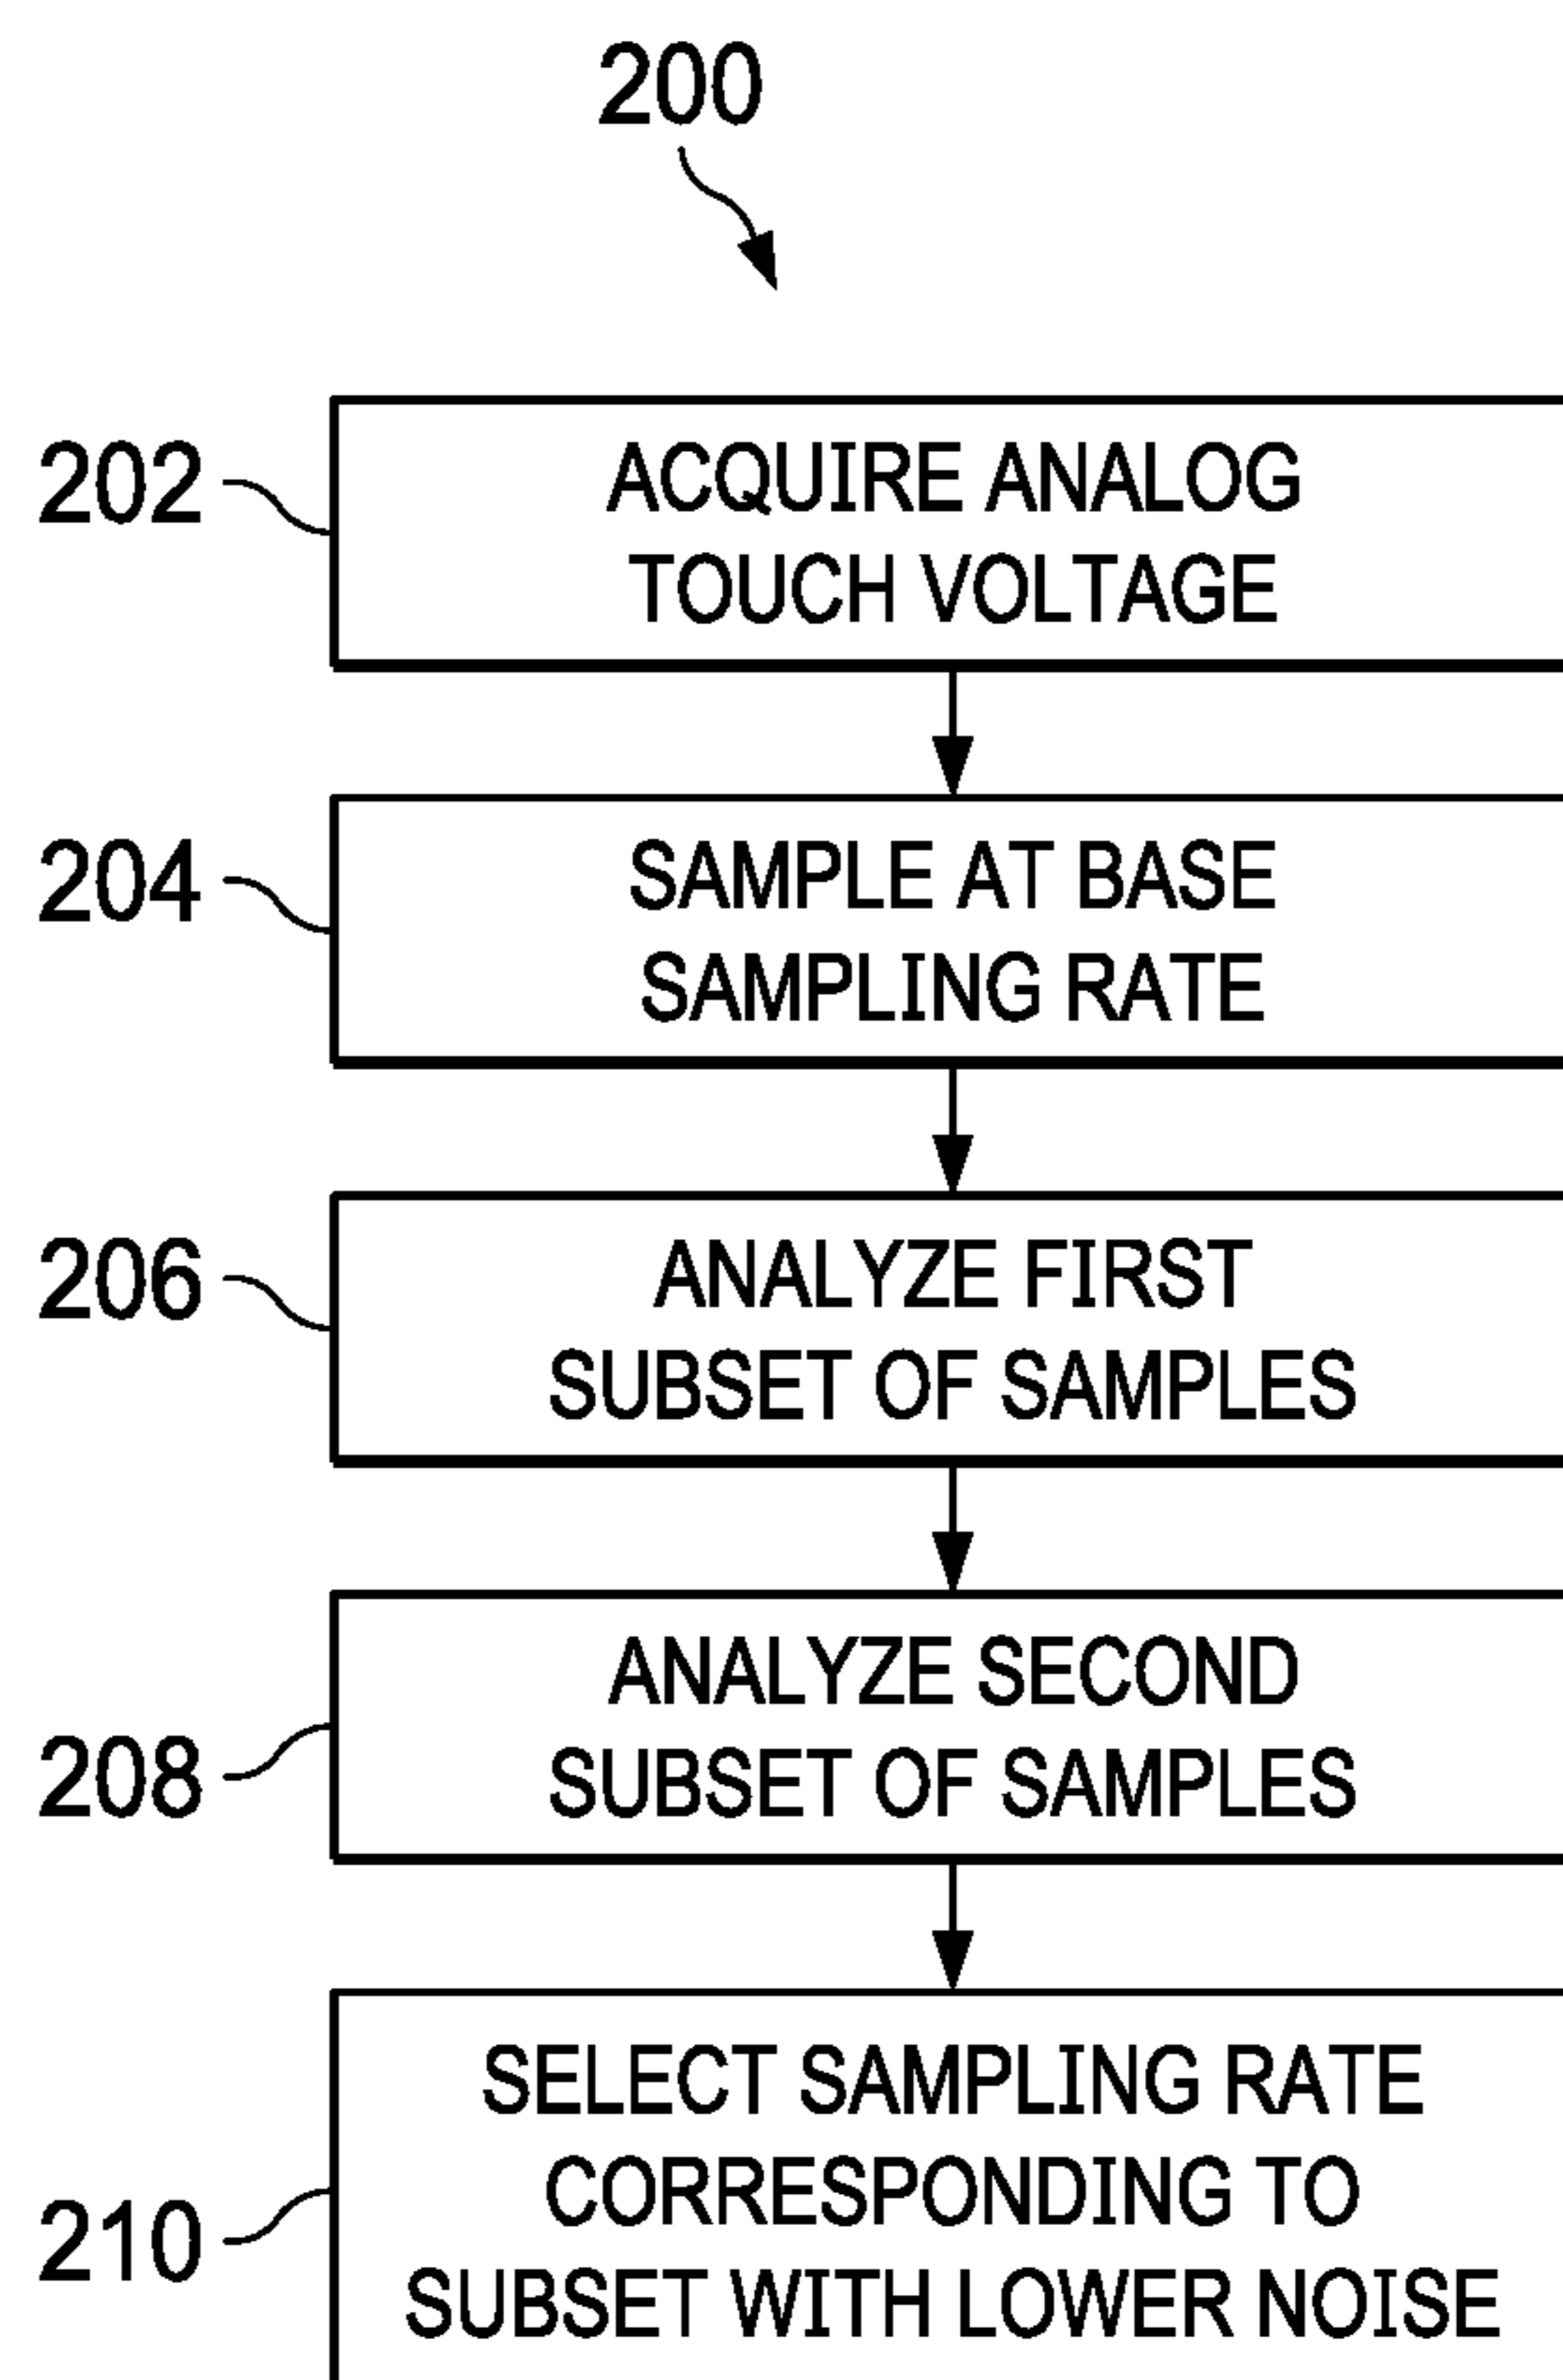 200
202
ACQUIRE ANALOG
TOUCH VOLTAGE
204
SAMPLE AT BASE
SAMPLING RATE
206
ANALYZE FIRST
SUBSET OF SAMPLES
208
ANALYZE SECOND
SUBSET OF SAMPLES
210
SELECT SAMPLING RATE
CORRESPONDING TO
SUBSET WITH LOWER NOISE